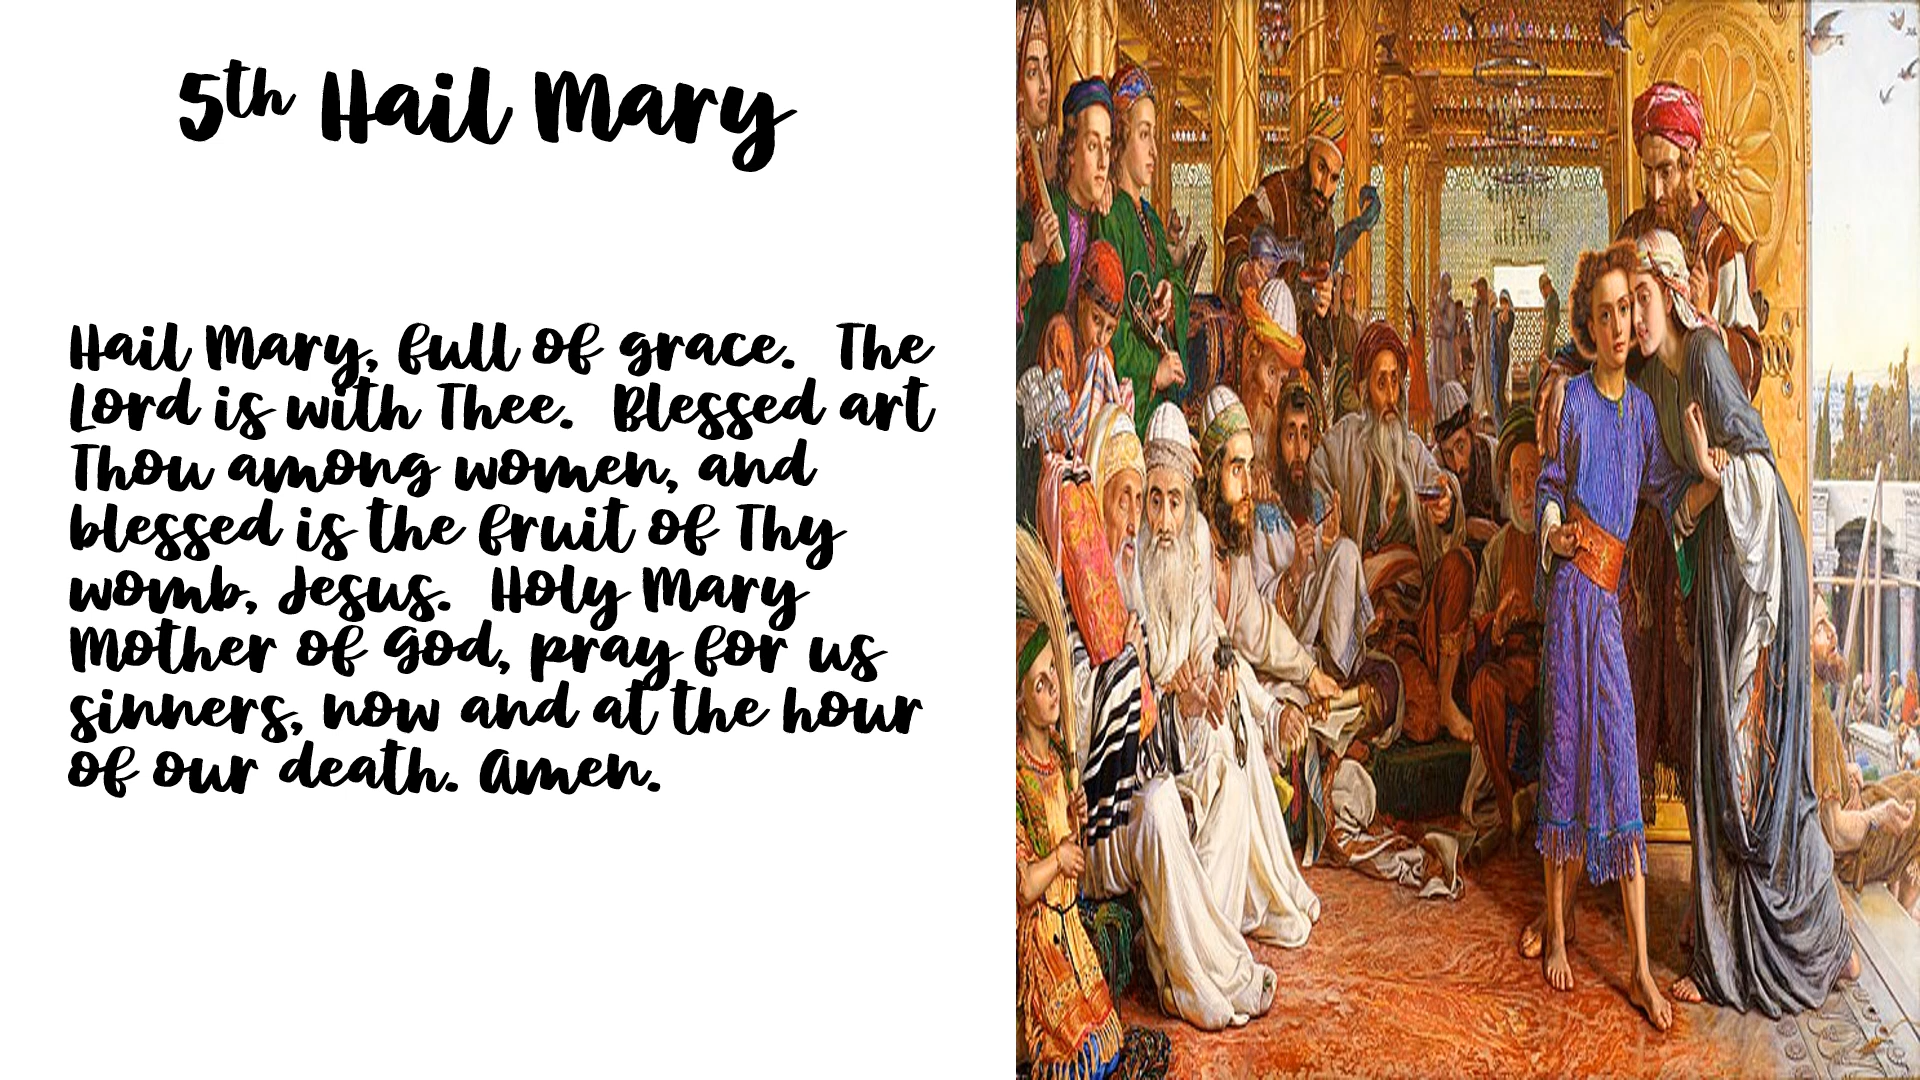 5th Hail Mary
Hail Mary, full of grace.  The
Lord is with Thee.  Blessed art
Thou among women, and
blessed is the fruit of Thy
womb, Jesus.  Holy Mary
Mother of God, pray for us
sinners, now and at the hour
of our death. Amen.